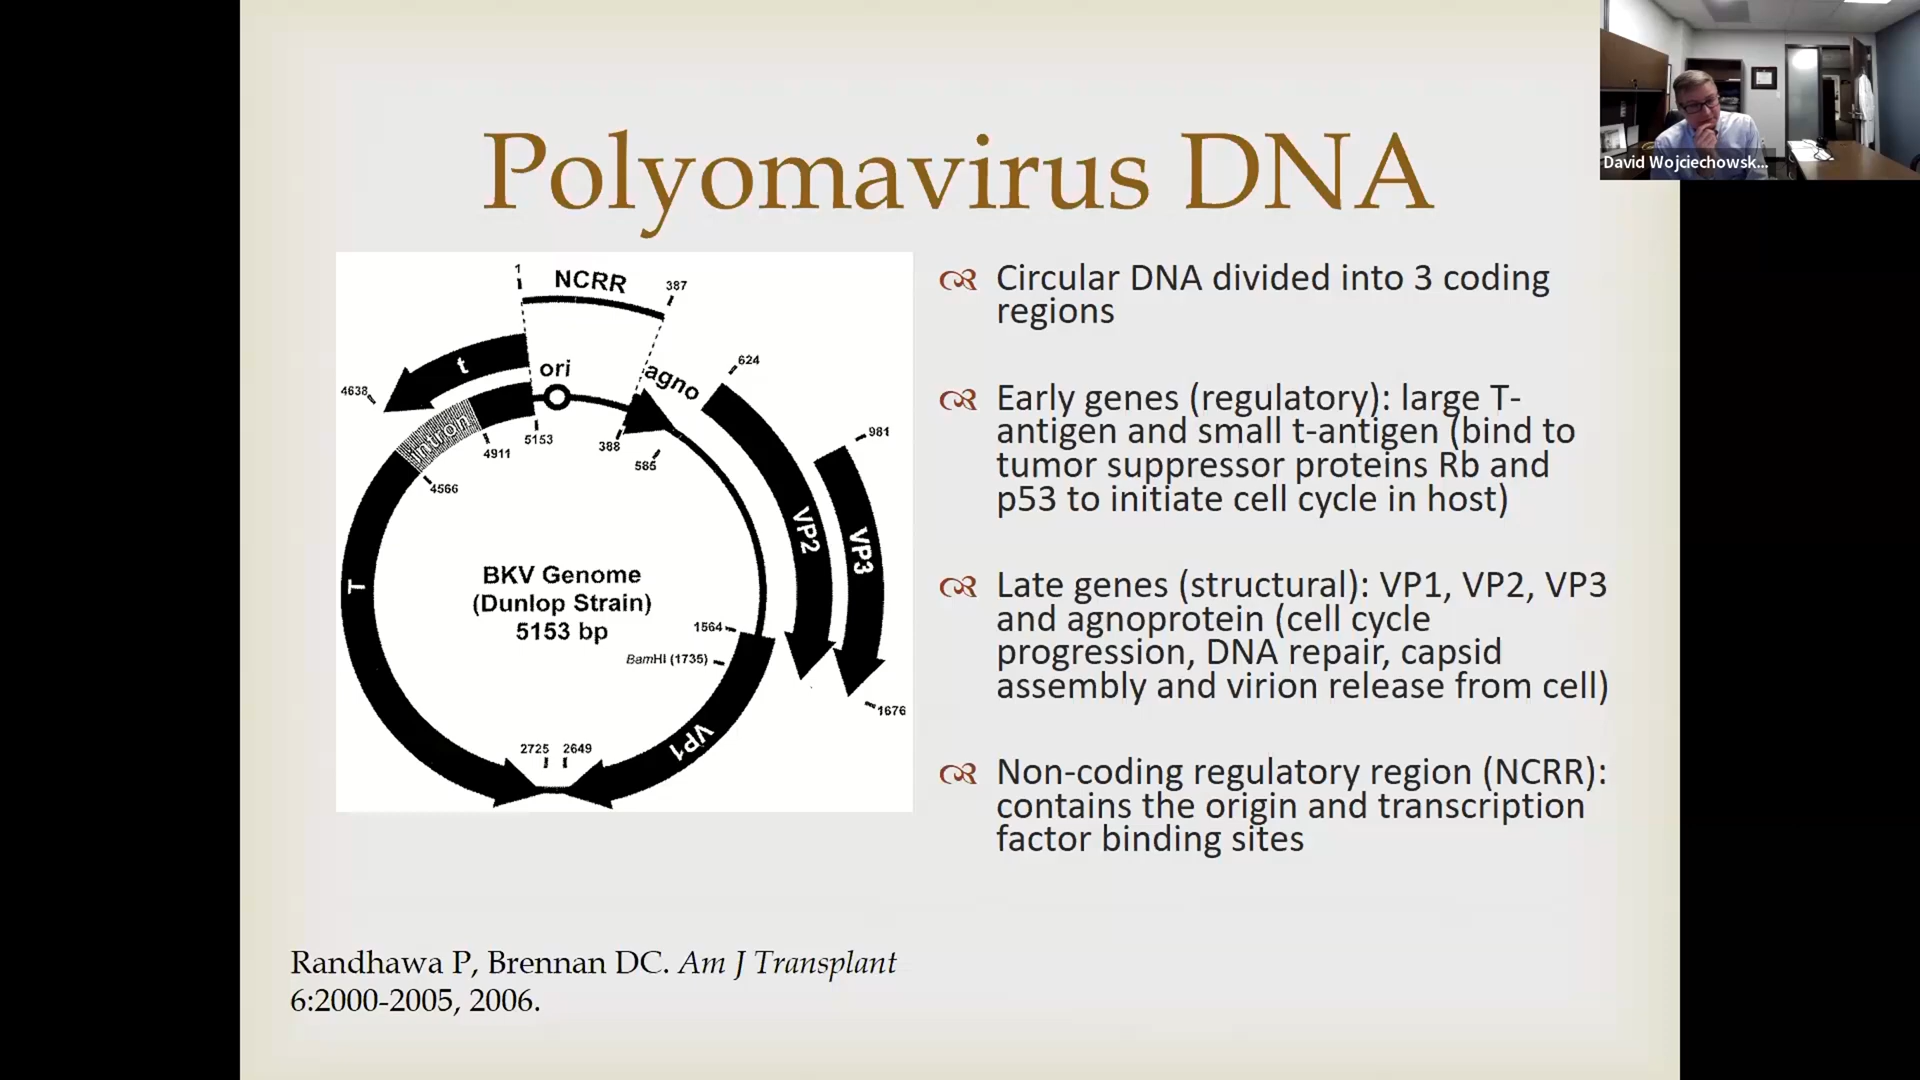 Polyomavirus DNA
David Wojciechowsk...
1
NCRR
387
t
ori
agno
624
4638
intron
4911
5153
388
585
981
4566
T
VP2
VP3
BKV Genome
(Dunlop Strain)
5153 bp
1564
BamHI (1735)
VP1
1676
2725
2649
Circular DNA divided into 3 coding
regions
Early genes (regulatory): large T-
antigen and small t-antigen (bind to
tumor suppressor proteins Rb and
p53 to initiate cell cycle in host)
Late genes (structural): VP1, VP2, VP3
and agnoprotein (cell cycle
progression, DNA repair, capsid
assembly and virion release from cell)
Non-coding regulatory region (NCRR):
contains the origin and transcription
factor binding sites
Randhawa P, Brennan DC. Am J Transplant
6:2000-2005, 2006.